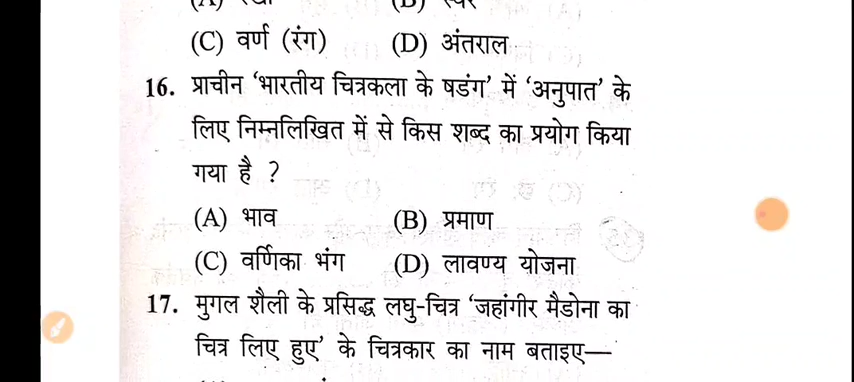 (C) वर्ण (रंग) (D) अंतराल
16. प्राचीन ‘भारतीय चित्रकला के षडंग’ में ‘अनुपात’ के
लिए निम्नलिखित में से किस शब्द का प्रयोग किया
गया है ?
(A) भाव (B) प्रमाण
(C) वर्णिका भंग (D) लावण्य योजना
17. मुगल शैली के प्रसिद्ध लघु-चित्र ‘जहांगीर मैडोना का
चित्र लिए हुए’ के चित्रकार का नाम बताइए—